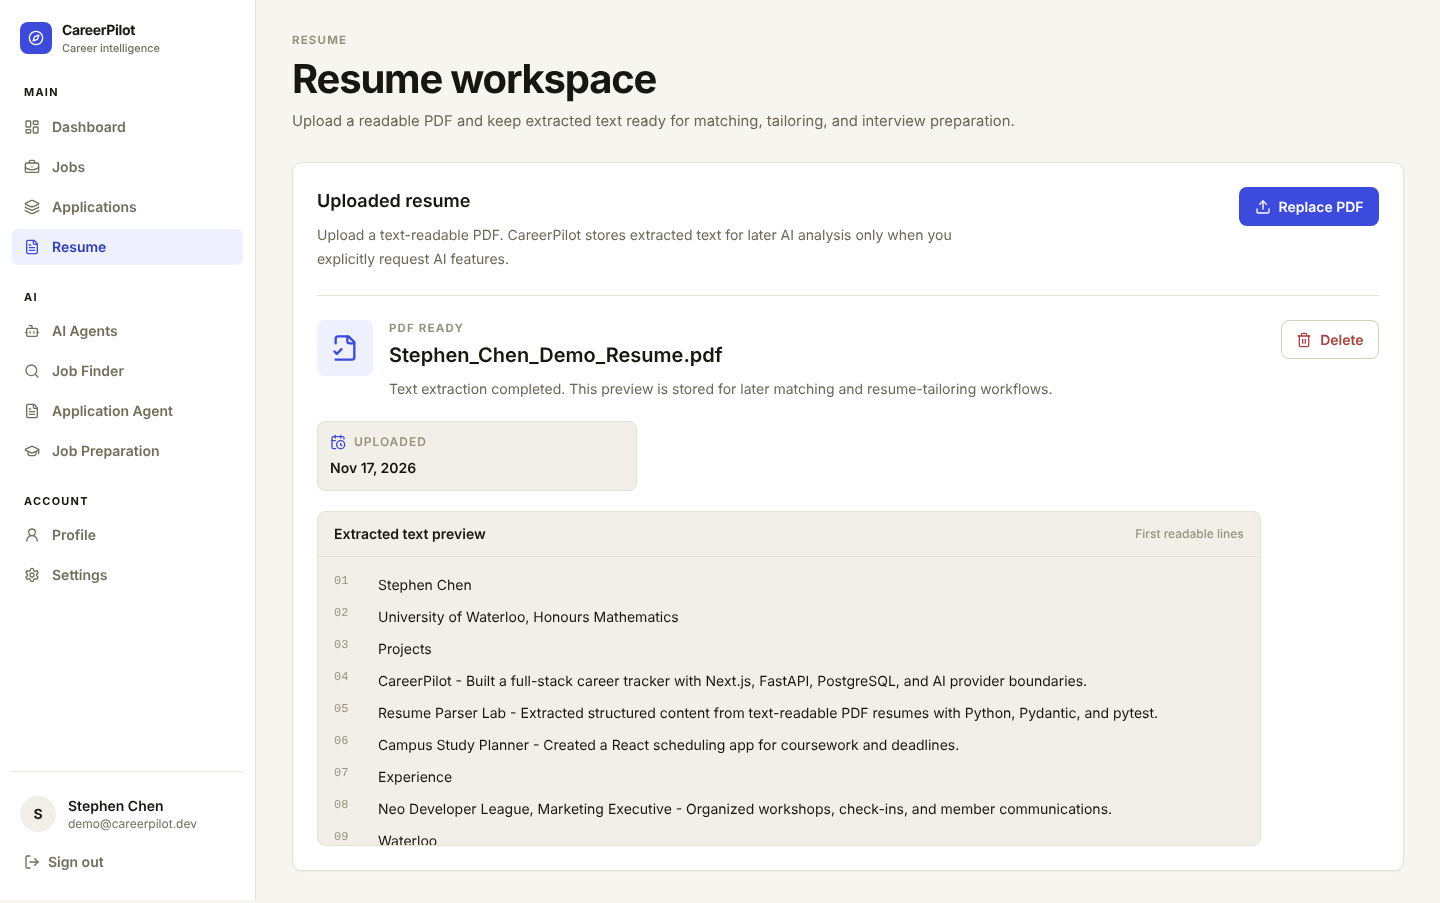 CareerPilot
Career intelligence
MAIN
Dashboard
Jobs
Applications
Resume
AI
AI Agents
Job Finder
Application Agent
Job Preparation
ACCOUNT
Profile
Settings
S
Stephen Chen
demo@careerpilot.dev
Sign out
RESUME
Resume workspace
Upload a readable PDF and keep extracted text ready for matching, tailoring, and interview preparation.
Uploaded resume
Replace PDF
Upload a text-readable PDF. CareerPilot stores extracted text for later AI analysis only when you
explicitly request AI features.
PDF READY
Stephen_Chen_Demo_Resume.pdf
Delete
Text extraction completed. This preview is stored for later matching and resume-tailoring workflows.
UPLOADED
Nov 17, 2026
Extracted text preview
First readable lines
01 Stephen Chen
02 University of Waterloo, Honours Mathematics
03 Projects
04 CareerPilot - Built a full-stack career tracker with Next.js, FastAPI, PostgreSQL, and AI provider boundaries.
05 Resume Parser Lab - Extracted structured content from text-readable PDF resumes with Python, Pydantic, and pytest.
06 Campus Study Planner - Created a React scheduling app for coursework and deadlines.
07 Experience
08 Neo Developer League, Marketing Executive - Organized workshops, check-ins, and member communications.
09 Waterloo